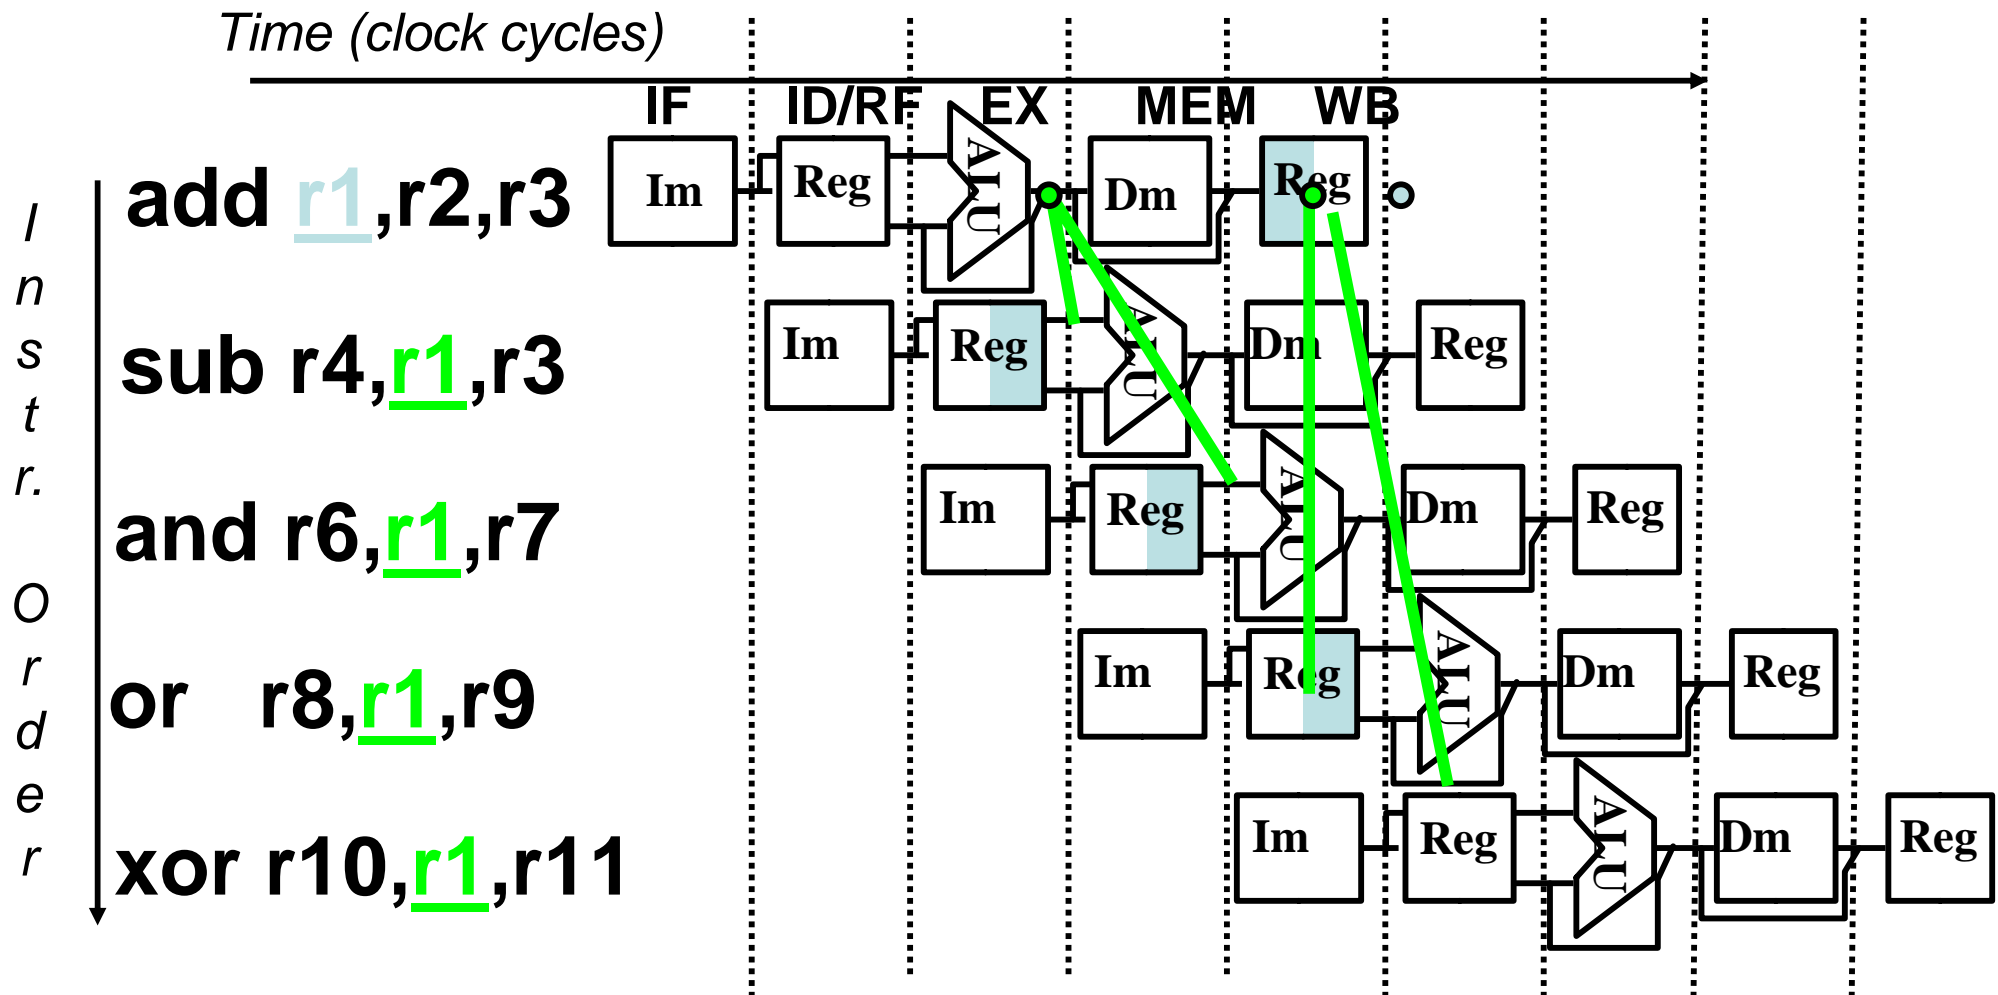 Time (clock cycles)
IF ID/RF EX MEM WB
Instr. Order
add r1,r2,r3 Im Reg ALU Dm Reg
sub r4,r1,r3 Im Reg ALU Dm Reg
and r6,r1,r7 Im Reg ALU Dm Reg
or r8,r1,r9 Im Reg ALU Dm Reg
xor r10,r1,r11 Im Reg ALU Dm Reg